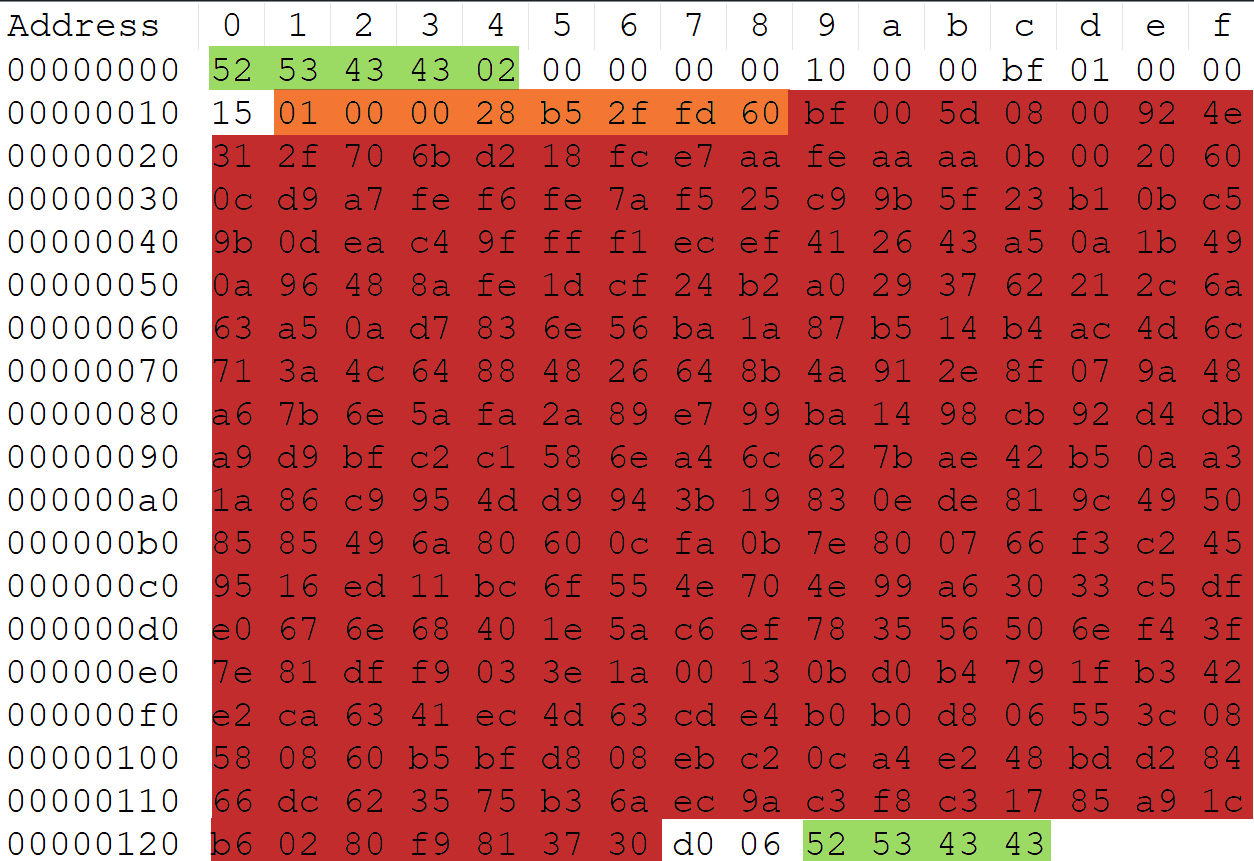 Address 0 1 2 3 4 5 6 7 8 9 a b c d e f
00000000 52 53 43 43 02 00 00 00 00 10 00 00 bf 01 00 00
00000010 15 01 00 00 28 b5 2f fd 60 bf 00 5d 08 00 92 4e
00000020 31 2f 70 6b d2 18 fc e7 aa fe aa aa 0b 00 20 60
00000030 0c d9 a7 fe f6 fe 7a f5 25 c9 9b 5f 23 b1 0b c5
00000040 9b 0d ea c4 9f ff f1 ec ef 41 26 43 a5 0a 1b 49
00000050 0a 96 48 8a fe 1d cf 24 b2 a0 29 37 62 21 2c 6a
00000060 63 a5 0a d7 83 6e 56 ba 1a 87 b5 14 b4 ac 4d 6c
00000070 71 3a 4c 64 88 48 26 64 8b 4a 91 2e 8f 07 9a 48
00000080 a6 7b 6e 5a fa 2a 89 e7 99 ba 14 98 cb 92 d4 db
00000090 a9 d9 bf c2 c1 58 6e a4 6c 62 7b ae 42 b5 0a a3
000000a0 1a 86 c9 95 4d d9 94 3b 19 83 0e de 81 9c 49 50
000000b0 85 85 49 6a 80 60 0c fa 0b 7e 80 07 66 f3 c2 45
000000c0 95 16 ed 11 bc 6f 55 4e 70 4e 99 a6 30 33 c5 df
000000d0 e0 67 6e 68 40 1e 5a c6 ef 78 35 56 50 6e f4 3f
000000e0 7e 81 df f9 03 3e 1a 00 13 0b d0 b4 79 1f b3 42
000000f0 e2 ca 63 41 ec 4d 63 cd e4 b0 b0 d8 06 55 3c 08
00000100 58 08 60 b5 bf d8 08 eb c2 0c a4 e2 48 bd d2 84
00000110 66 dc 62 35 75 b3 6a ec 9a c3 f8 c3 17 85 a9 1c
00000120 b6 02 80 f9 81 37 30 d0 06 52 53 43 43